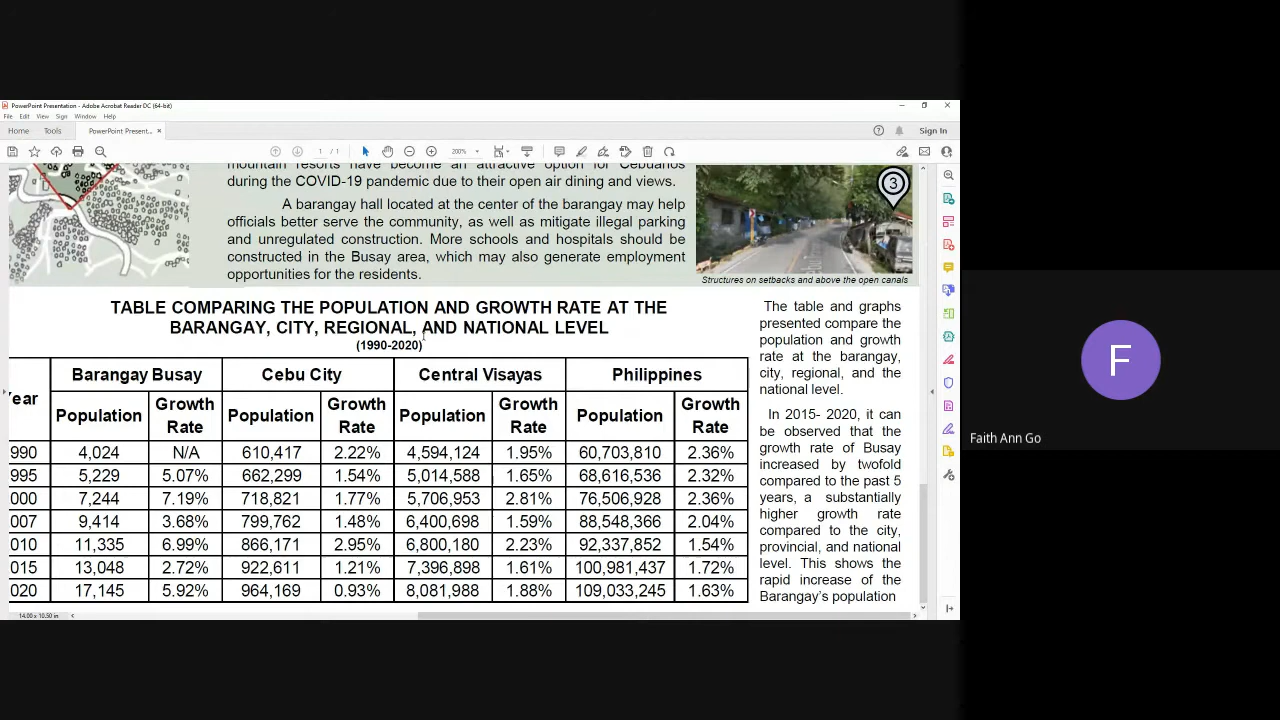 PowerPoint Presentation - Adobe Acrobat Reader DC (64-bit)
File Edit View Sign Window Help
Home Tools PowerPoint Present... × Sign In
1 / 1 200%
mountain resorts have become an attractive option for Cebuanos
during the COVID-19 pandemic due to their open air dining and views.
A barangay hall located at the center of the barangay may help
officials better serve the community, as well as mitigate illegal parking
and unregulated construction. More schools and hospitals should be
constructed in the Busay area, which may also generate employment
opportunities for the residents.
3
Structures on setbacks and above the open canals
TABLE COMPARING THE POPULATION AND GROWTH RATE AT THE
BARANGAY, CITY, REGIONAL, AND NATIONAL LEVEL
(1990-2020)
ear Barangay Busay Cebu City Central Visayas Philippines
Population Growth Rate Population Growth Rate Population Growth Rate Population Growth Rate
990 4,024 N/A 610,417 2.22% 4,594,124 1.95% 60,703,810 2.36%
995 5,229 5.07% 662,299 1.54% 5,014,588 1.65% 68,616,536 2.32%
000 7,244 7.19% 718,821 1.77% 5,706,953 2.81% 76,506,928 2.36%
007 9,414 3.68% 799,762 1.48% 6,400,698 1.59% 88,548,366 2.04%
010 11,335 6.99% 866,171 2.95% 6,800,180 2.23% 92,337,852 1.54%
015 13,048 2.72% 922,611 1.21% 7,396,898 1.61% 100,981,437 1.72%
020 17,145 5.92% 964,169 0.93% 8,081,988 1.88% 109,033,245 1.63%
The table and graphs
presented compare the
population and growth
rate at the barangay,
city, regional, and the
national level.
In 2015- 2020, it can
be observed that the
growth rate of Busay
increased by twofold
compared to the past 5
years, a substantially
higher growth rate
compared to the city,
provincial, and national
level. This shows the
rapid increase of the
Barangay's population
14.00 x 10.50 in
F
Faith Ann Go